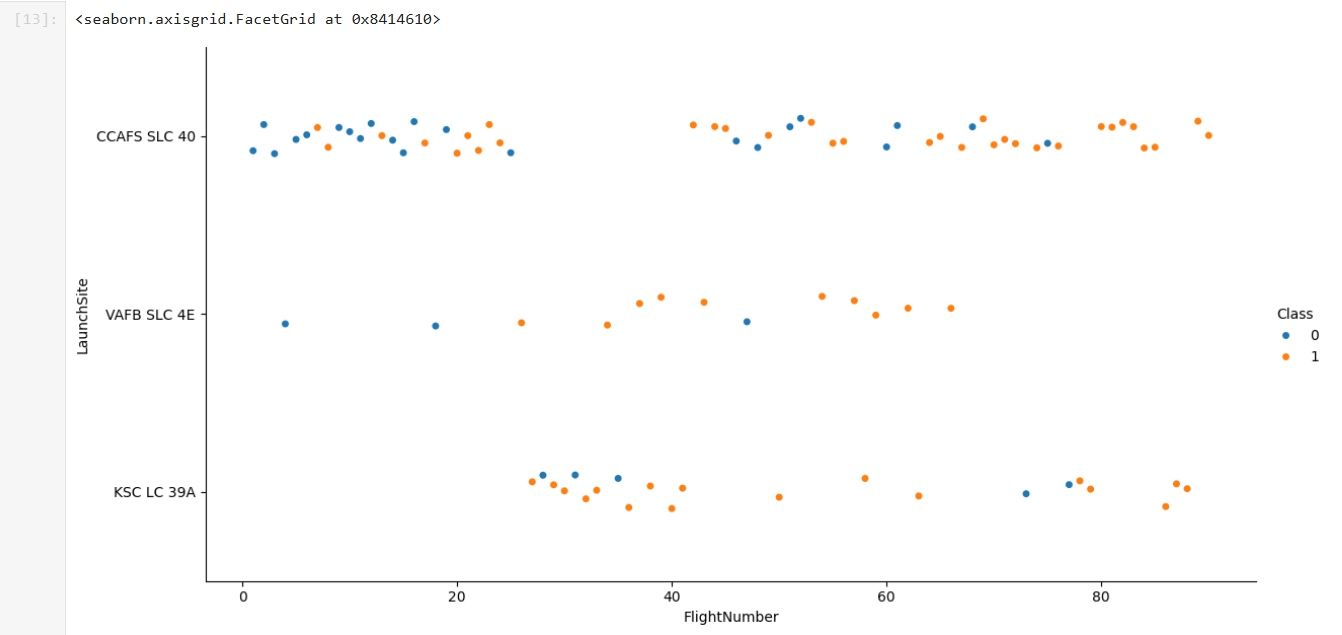 [13]: <seaborn.axisgrid.FacetGrid at 0x8414610>
CCAFS SLC 40
VAFB SLC 4E
KSC LC 39A
LaunchSite
0 20 40 60 80
FlightNumber
Class
0
1